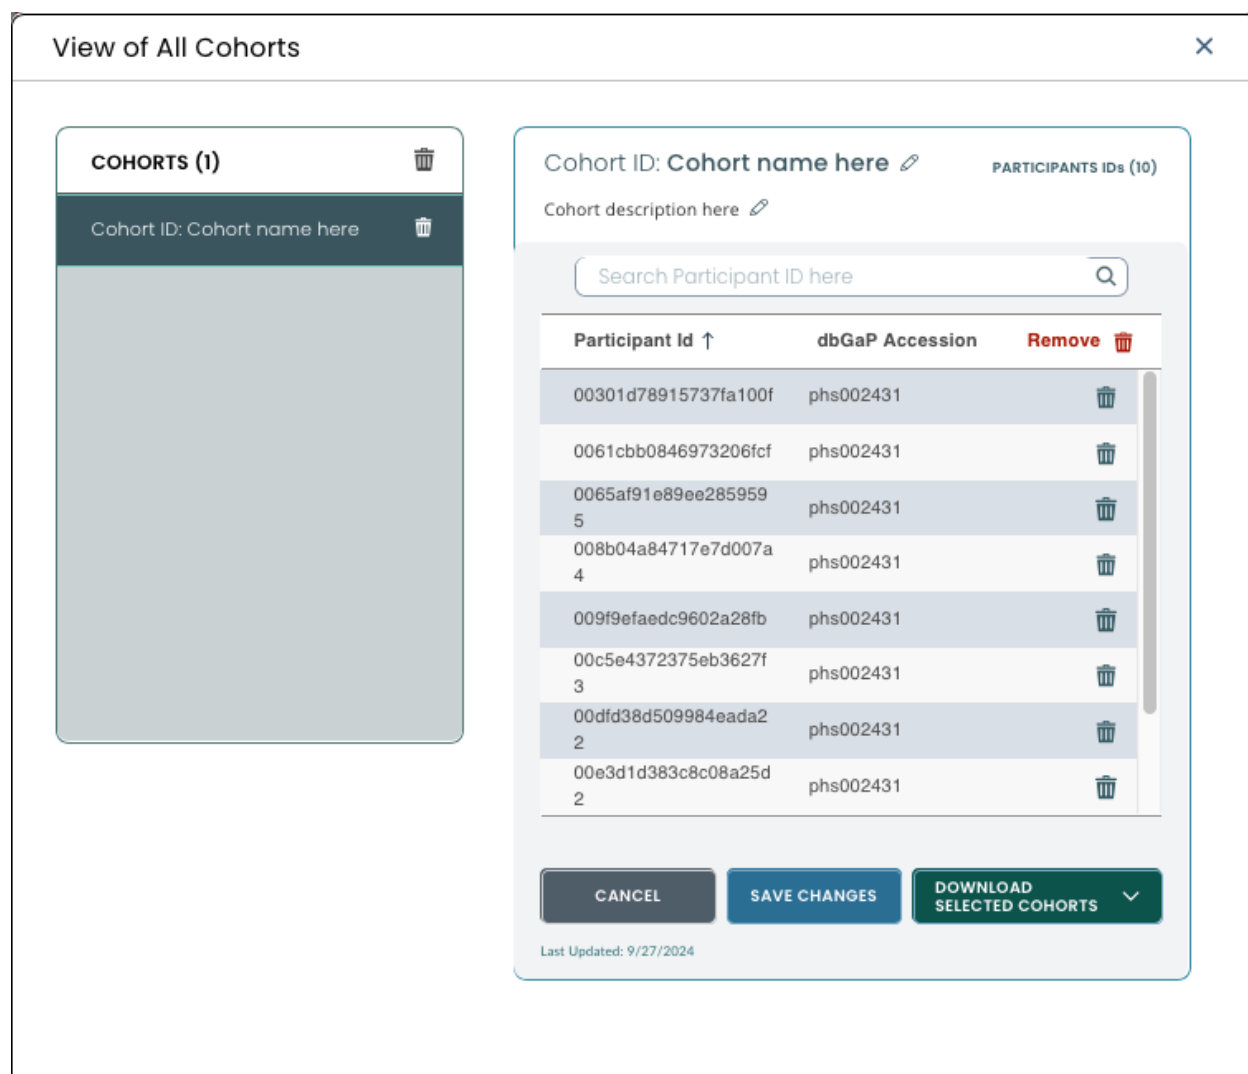 View of All Cohorts
COHORTS (1)
Cohort ID: Cohort name here
Cohort ID: Cohort name here
PARTICIPANTS IDs (10)
Cohort description here
Search Participant ID here
Participant Id ↑ dbGaP Accession Remove
00301d78915737fa100f phs002431
0061cbb0846973206fcf phs002431
0065af91e89ee285959
5 phs002431
008b04a84717e7d007a
4 phs002431
009f9efaedc9602a28fb phs002431
00c5e4372375eb3627f
3 phs002431
00dfd38d509984eada2
2 phs002431
00e3d1d383c8c08a25d
2 phs002431
CANCEL
SAVE CHANGES
DOWNLOAD
SELECTED COHORTS
Last Updated: 9/27/2024